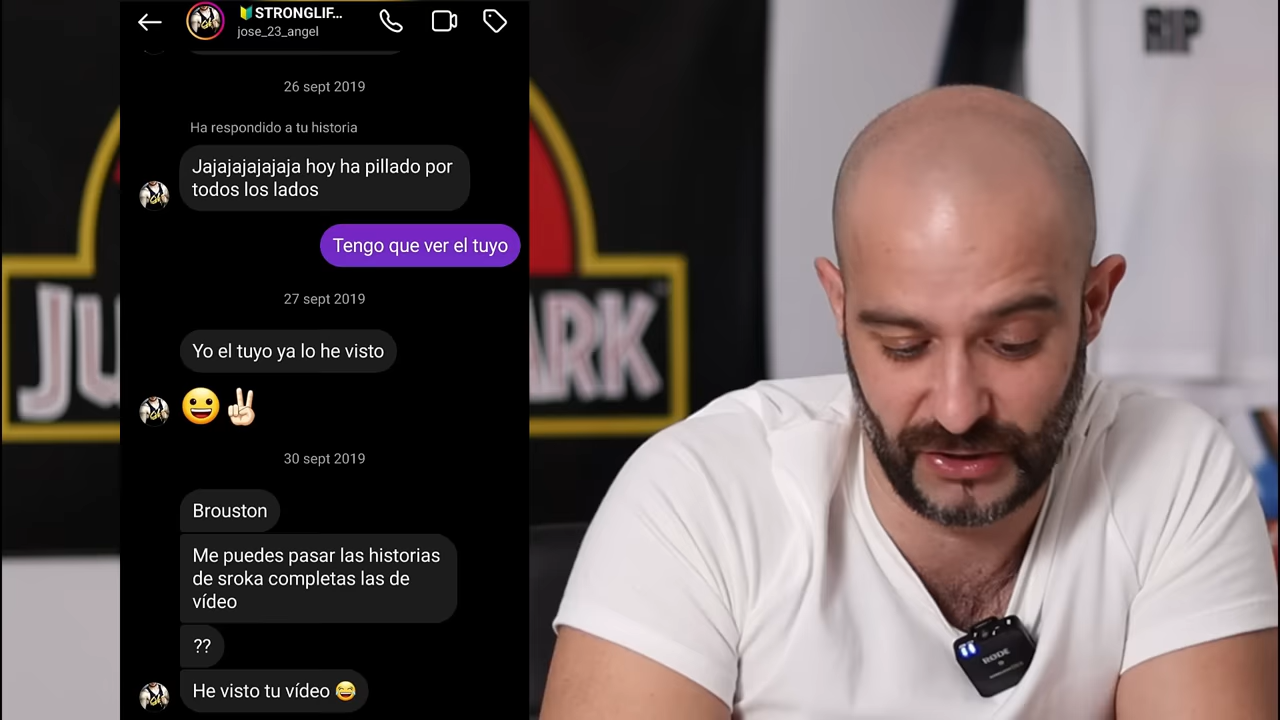 🔰STRONGLIF...
jose_23_angel
26 sept 2019
Ha respondido a tu historia
Jajajajajajaja hoy ha pillado por
todos los lados
Tengo que ver el tuyo
27 sept 2019
Yo el tuyo ya lo he visto
😀✌🏻
30 sept 2019
Brouston
Me puedes pasar las historias
de sroka completas las de
vídeo
??
He visto tu vídeo 😂
JU
ARK
RIP
RODE